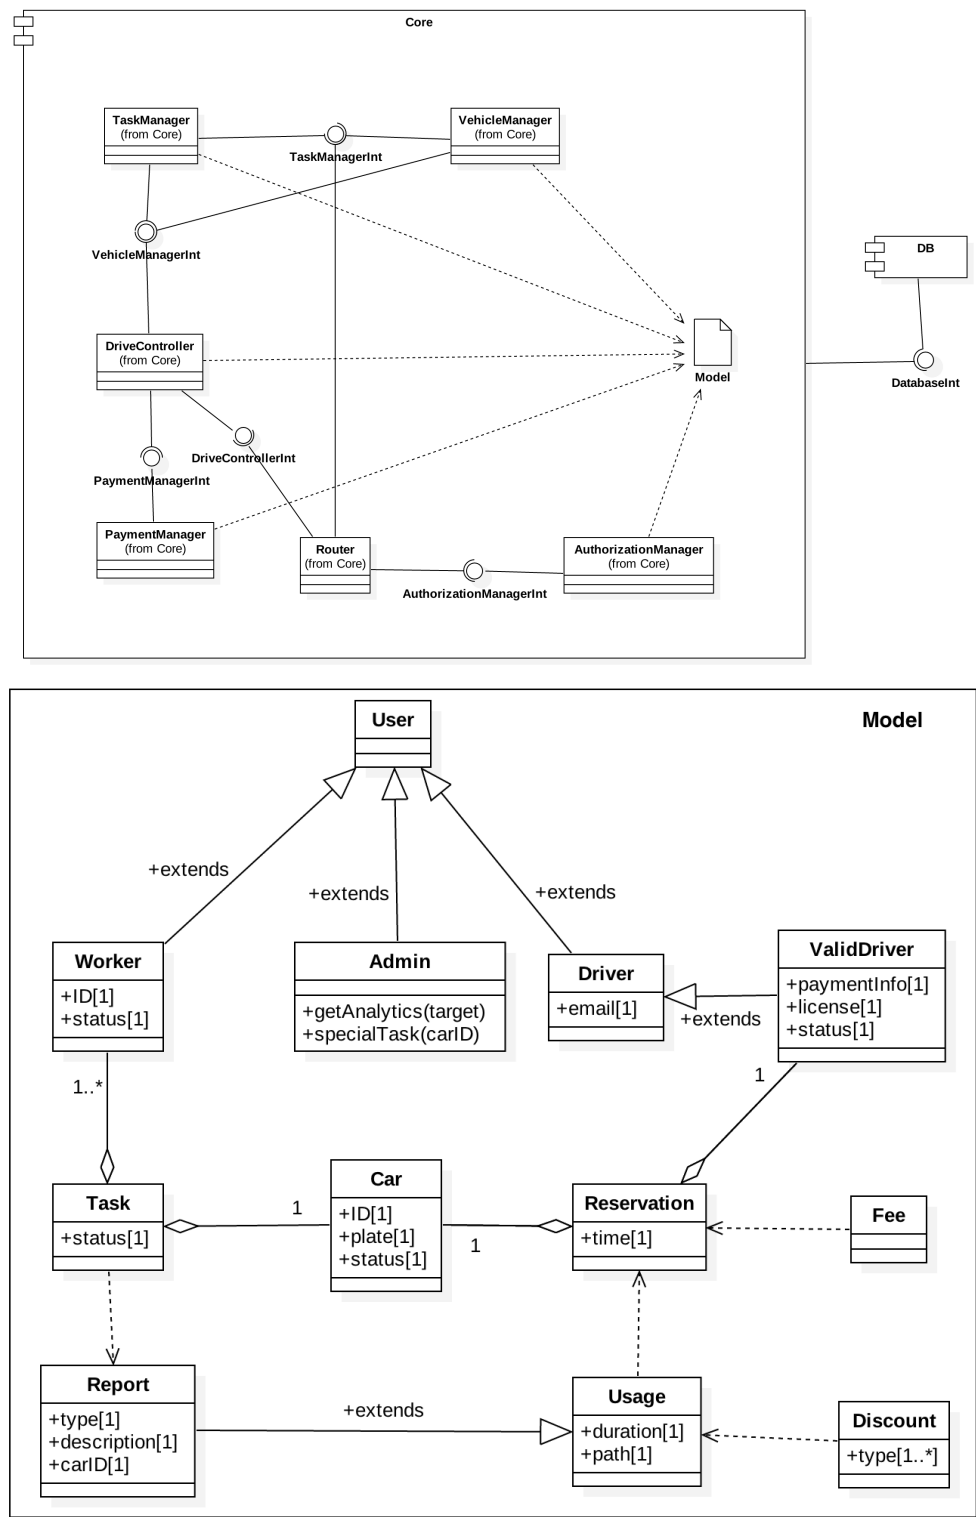 Core
TaskManager
(from Core)
VehicleManager
(from Core)
TaskManagerInt
VehicleManagerInt
DB
DriveController
(from Core)
Model
DatabaseInt
DriveControllerInt
PaymentManagerInt
PaymentManager
(from Core)
Router
(from Core)
AuthorizationManager
(from Core)
AuthorizationManagerInt
User
Model
+extends
+extends
+extends
Worker
+ID[1]
+status[1]
Admin
+getAnalytics(target)
+specialTask(carID)
Driver
+email[1]
+extends
ValidDriver
+paymentInfo[1]
+license[1]
+status[1]
1..*
1
Task
+status[1]
1
Car
+ID[1]
+plate[1]
+status[1]
1
Reservation
+time[1]
Fee
Report
+type[1]
+description[1]
+carID[1]
+extends
Usage
+duration[1]
+path[1]
Discount
+type[1..*]